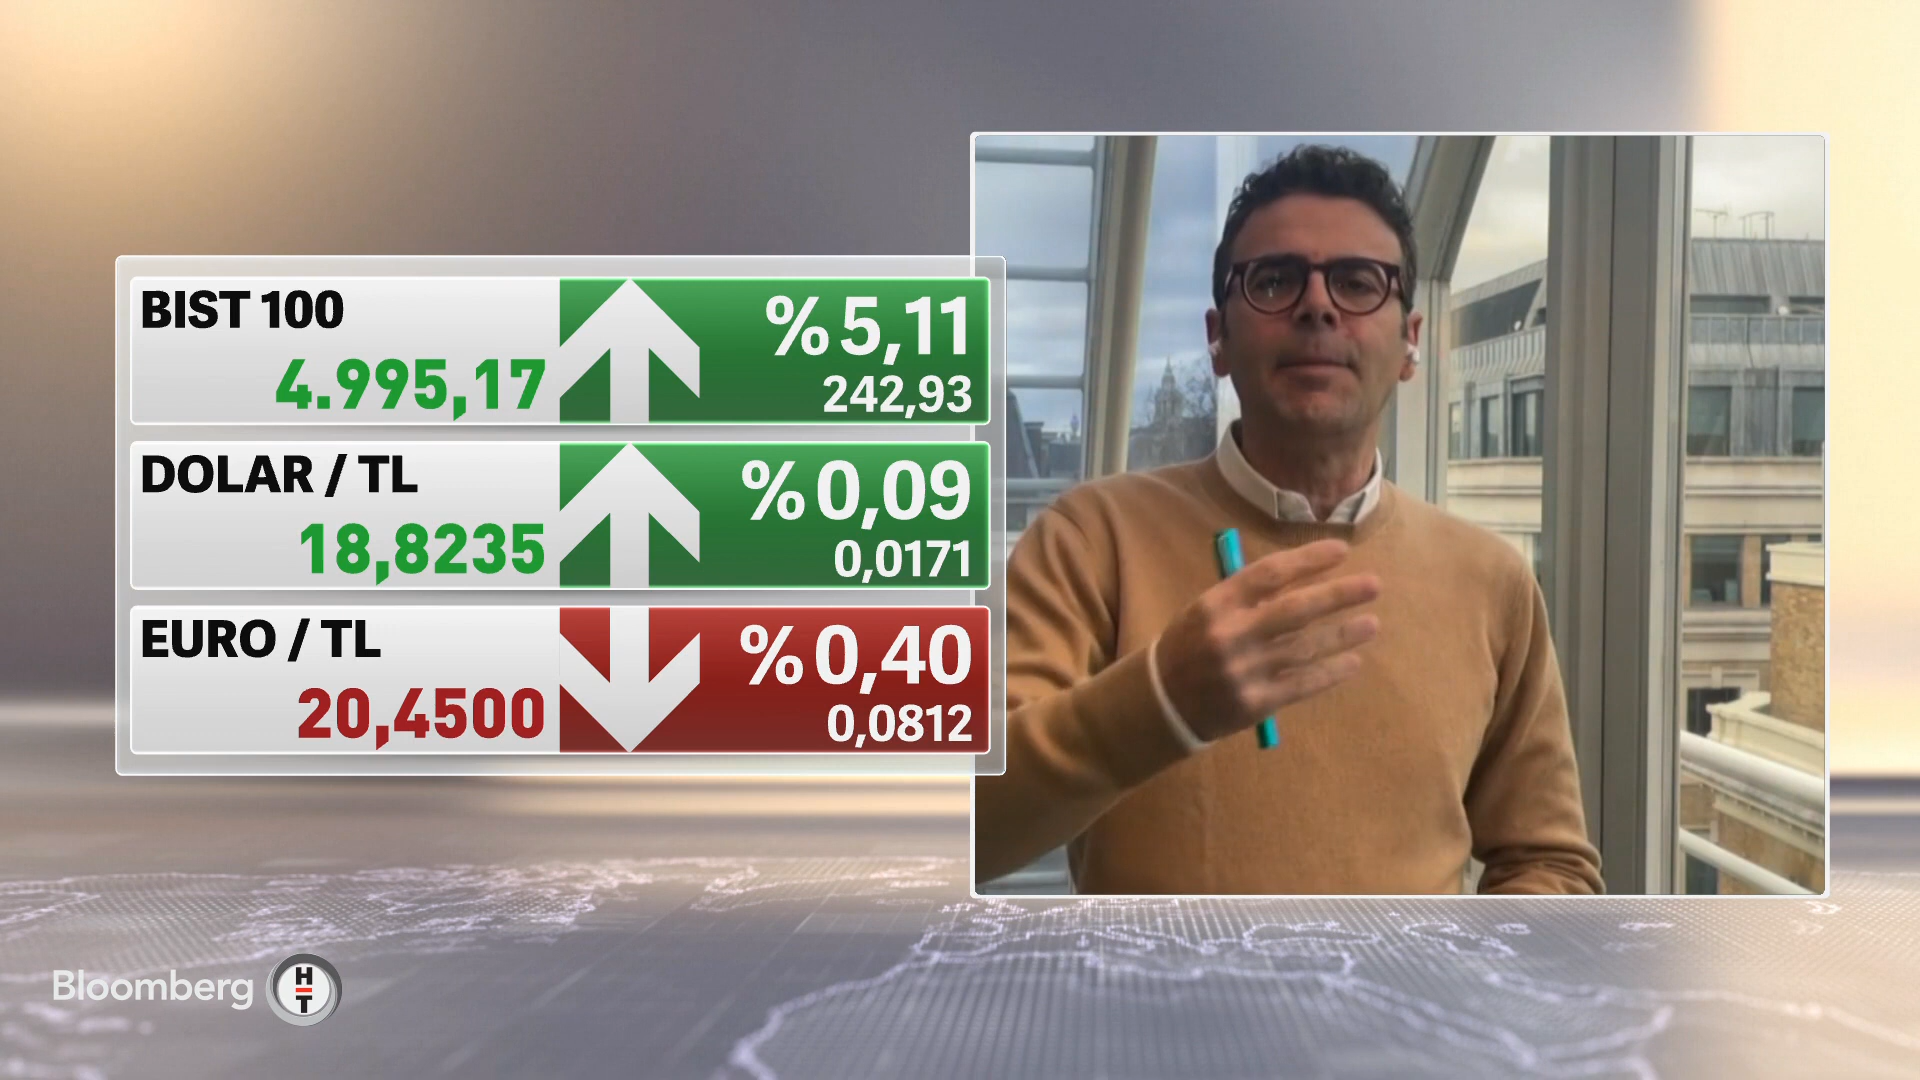 BIST 100
4.995,17
%5,11
242,93
DOLAR / TL
18,8235
%0,09
0,0171
EURO / TL
20,4500
%0,40
0,0812
Bloomberg HT